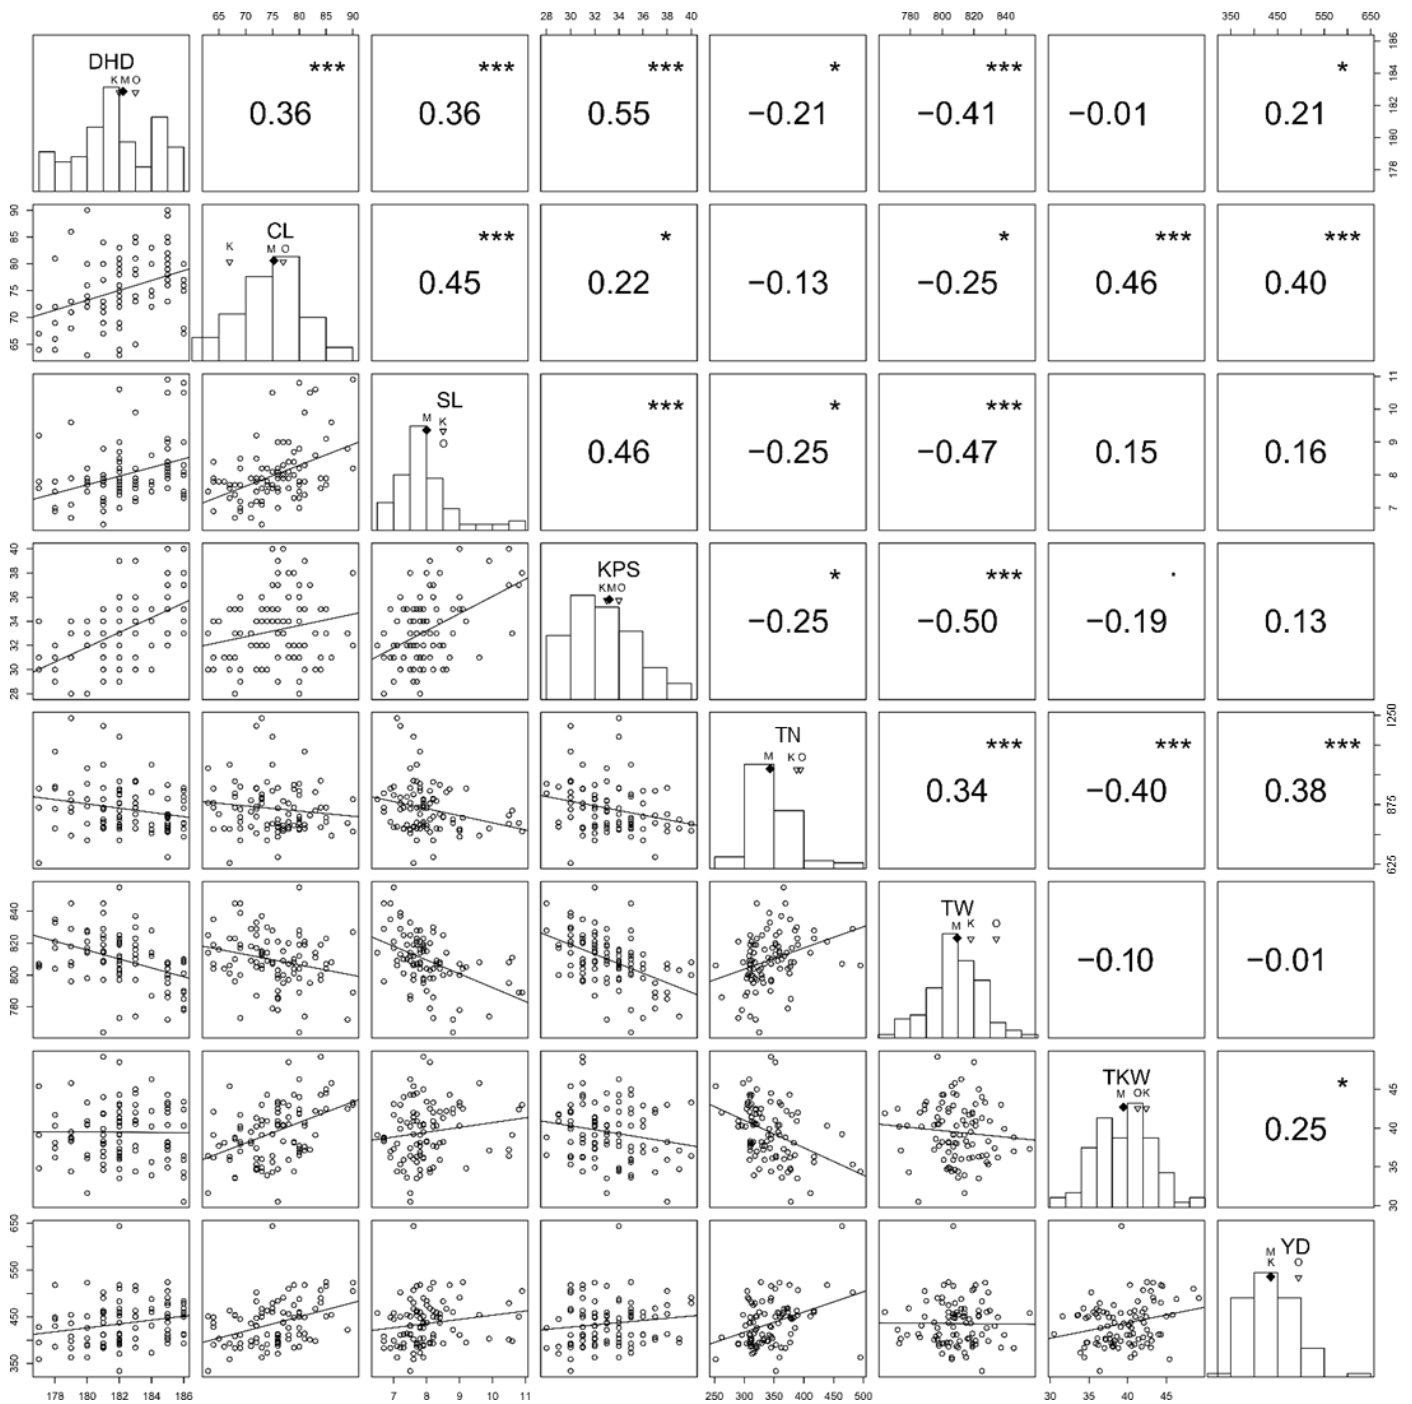 65 70 75 80 85 90
28 30 32 34 36 38 40
780 800 820 840
350 450 550 650
DHD
K M O
***
0.36
***
0.36
***
0.55
*
−0.21
***
−0.41
−0.01
*
0.21
178 180 182 184 186
65 70 75 80 85 90
CL
K M O
***
0.45
*
0.22
−0.13
*
−0.25
***
0.46
***
0.40
SL
M K
O
***
0.46
*
−0.25
***
−0.47
0.15
0.16
7 8 9 10 11
28 30 32 34 36 38 40
KPS
K M O
*
−0.25
***
−0.50
.
−0.19
0.13
TN
M K O
***
0.34
***
−0.40
***
0.38
625 875 1250
780 800 820 840
TW
M K O
−0.10
−0.01
TKW
M O K
*
0.25
30 35 40 45
350 450 550 650
YD
M
K O
178 180 182 184 186
7 8 9 10 11
250 300 350 400 450 500
30 35 40 45